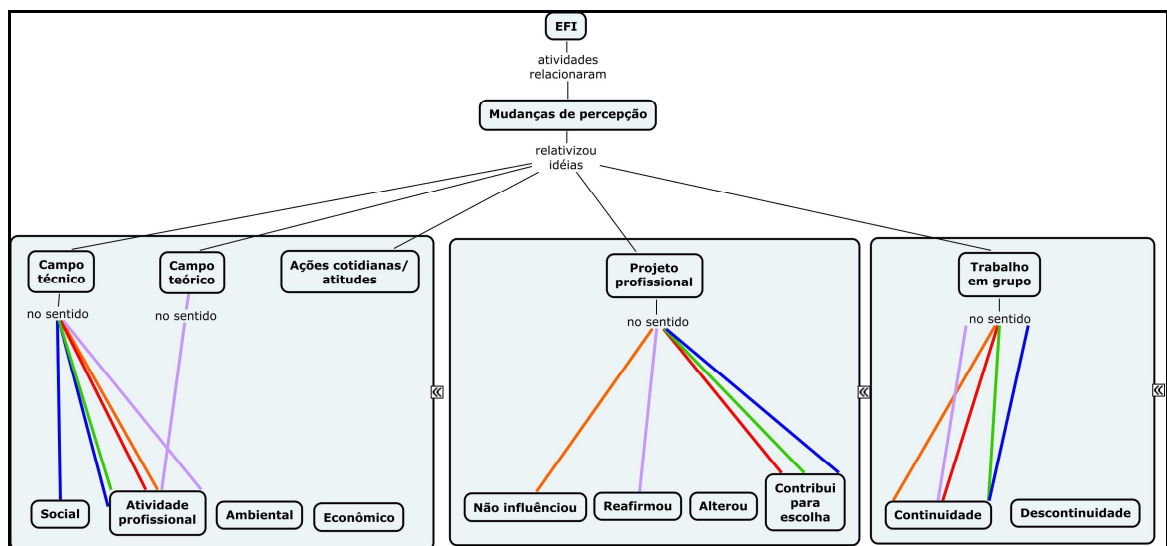 EFI
atividades
relacionaram
Mudanças de percepção
relativizou
idéias
Campo
técnico
no sentido
Campo
teórico
no sentido
Ações cotidianas/
atitudes
Social
Atividade
profissional
Ambiental
Econômico
Projeto
profissional
no sentido
Não influênciou
Reafirmou
Alterou
Contribui
para
escolha
Trabalho
em grupo
no sentido
Continuidade
Descontinuidade